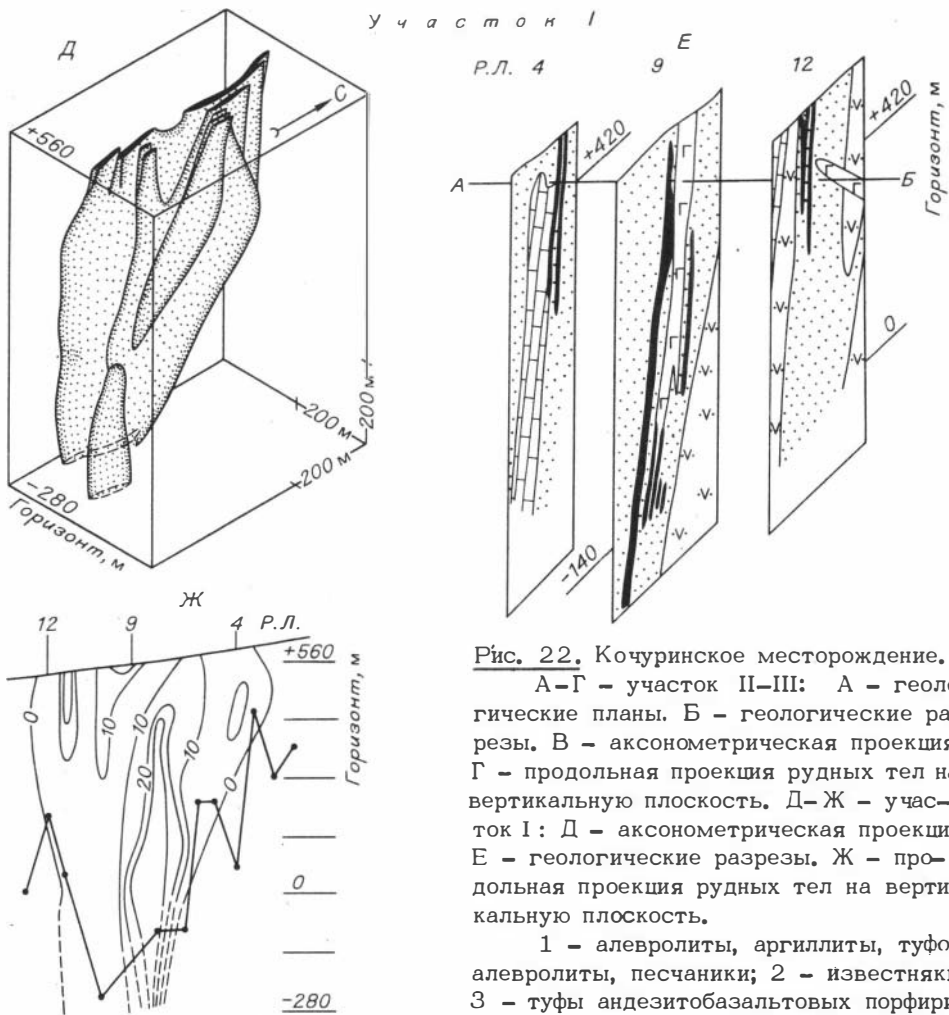 Участок I
Д
+560
С
200 м
200 м
200 м
-280
Горизонт, м
Е
Р.Л. 4 9 12
+420
+420
Горизонт, м
А
Б
0
-140
Ж
12 9 4 Р.Л.
+560
0
10
10
20
10
0
Горизонт, м
0
-280
Рис. 22. Кочуринское месторождение.
А-Г - участок II-III: А - геоло
гические планы. Б - геологические ра
резы. В - аксонометрическая проекция
Г - продольная проекция рудных тел на
вертикальную плоскость. Д-Ж - учас-
ток I: Д - аксонометрическая проекци
Е - геологические разрезы. Ж - про-
дольная проекция рудных тел на верти
кальную плоскость.
1 - алевролиты, аргиллиты, туфо
алевролиты, песчаники; 2 - известняки
3 - туфы андезитобазальтовых порфири